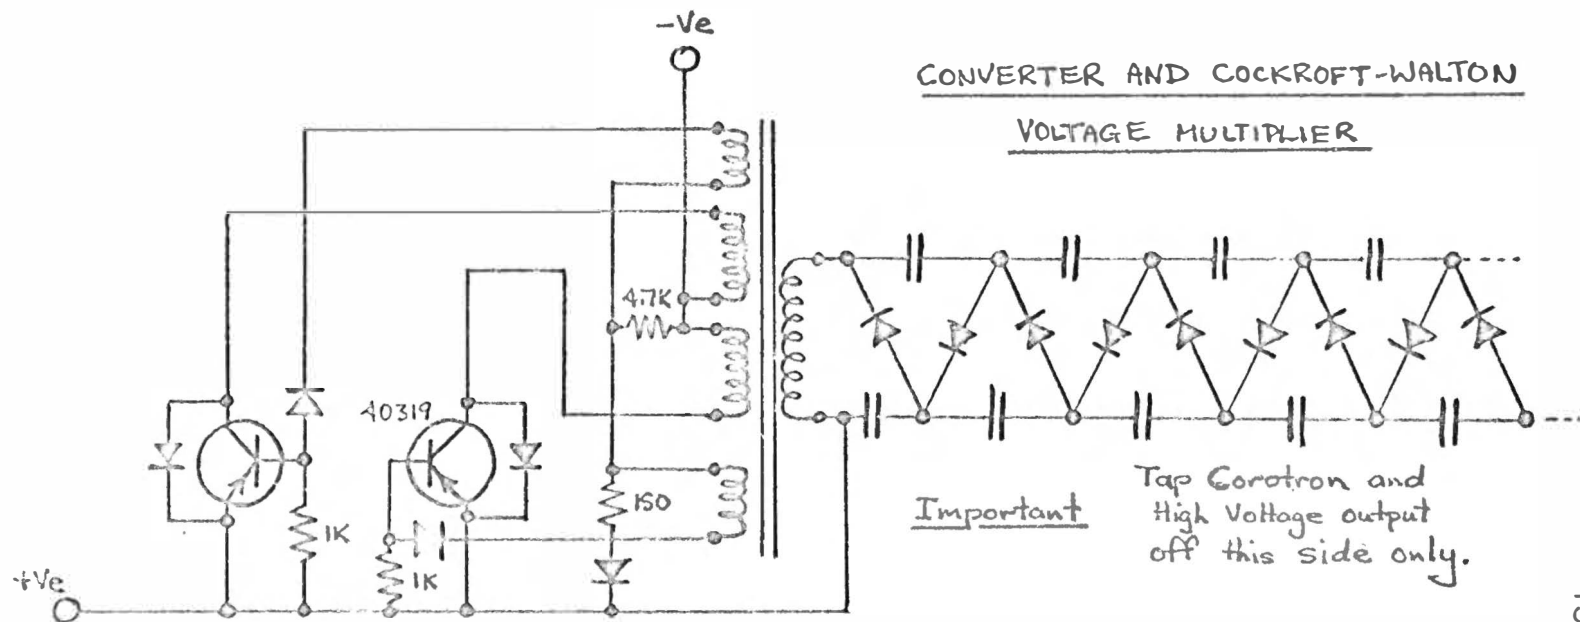 -Ve
CONVERTER AND COCKROFT-WALTON
VOLTAGE MULTIPLIER
4.7K
40319
1K
1K
150
+Ve
Important
Tap Corotron and
High Voltage output
off this side only.